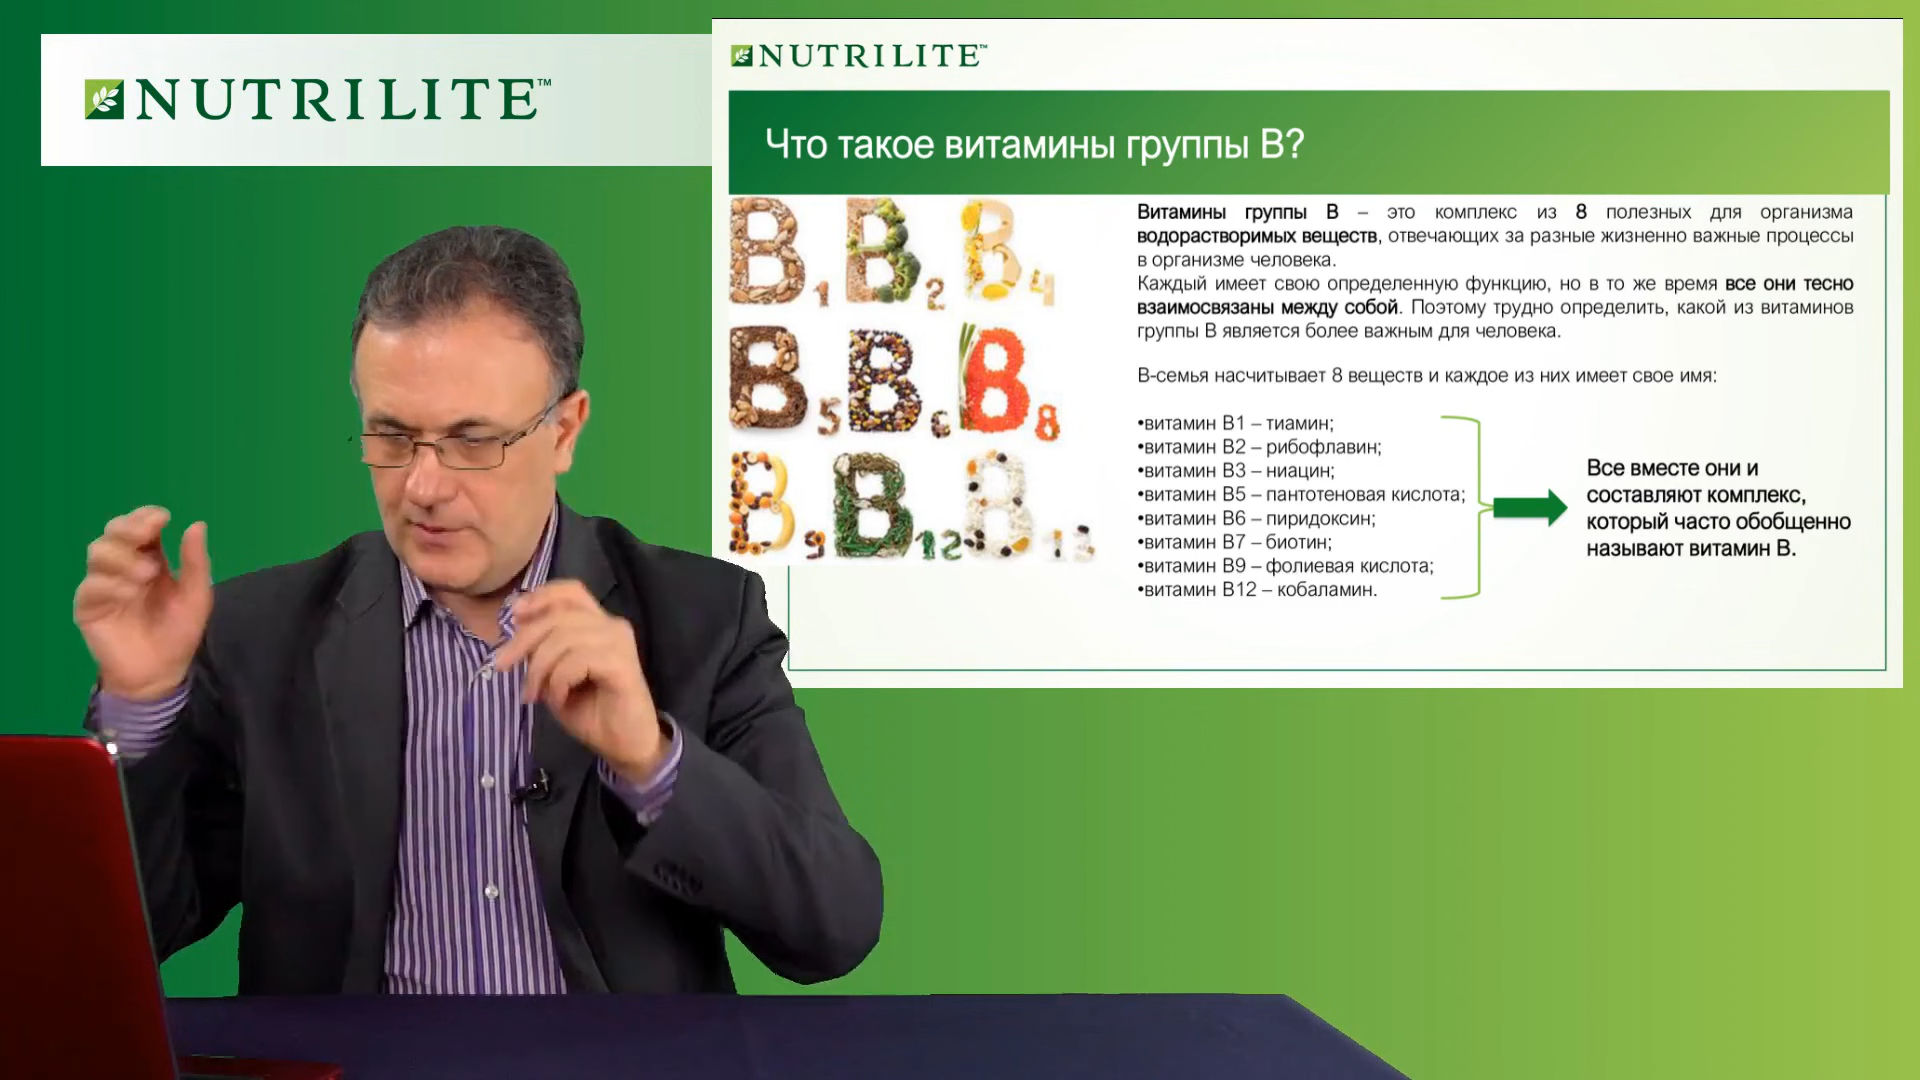 NUTRILITE™
NUTRILITE™
Что такое витамины группы В?
B1 B2 B4
B5 B6 B8
B9 B12 B13
Витамины группы В – это комплекс из 8 полезных для организма
водорастворимых веществ, отвечающих за разные жизненно важные процессы
в организме человека.
Каждый имеет свою определенную функцию, но в то же время все они тесно
взаимосвязаны между собой. Поэтому трудно определить, какой из витаминов
группы В является более важным для человека.
В-семья насчитывает 8 веществ и каждое из них имеет свое имя:
•витамин В1 – тиамин;
•витамин В2 – рибофлавин;
•витамин В3 – ниацин;
•витамин В5 – пантотеновая кислота;
•витамин В6 – пиридоксин;
•витамин В7 – биотин;
•витамин В9 – фолиевая кислота;
•витамин В12 – кобаламин.
Все вместе они и
составляют комплекс,
который часто обобщенно
называют витамин В.